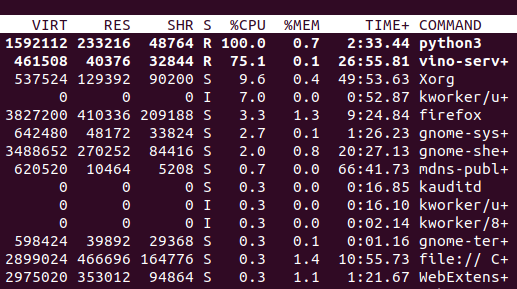 VIRT RES SHR S %CPU %MEM TIME+ COMMAND
1592112 233216 48764 R 100.0 0.7 2:33.44 python3
461508 40376 32844 R 75.1 0.1 26:55.81 vino-serv+
537524 129392 90200 S 9.6 0.4 49:53.63 Xorg
0 0 0 I 7.0 0.0 0:52.87 kworker/u+
3827200 410336 209188 S 3.3 1.3 9:24.84 firefox
642480 48172 33824 S 2.7 0.1 1:26.23 gnome-sys+
3488652 270252 84416 S 2.0 0.8 20:27.13 gnome-she+
620520 10464 5208 S 0.7 0.0 66:41.73 mdns-publ+
0 0 0 S 0.3 0.0 0:16.85 kauditd
0 0 0 I 0.3 0.0 0:16.10 kworker/u+
0 0 0 I 0.3 0.0 0:02.14 kworker/8+
598424 39892 29368 S 0.3 0.1 0:01.16 gnome-ter+
2899024 466696 164776 S 0.3 1.4 10:55.73 file:// C+
2975020 353012 94864 S 0.3 1.1 1:21.67 WebExtens+